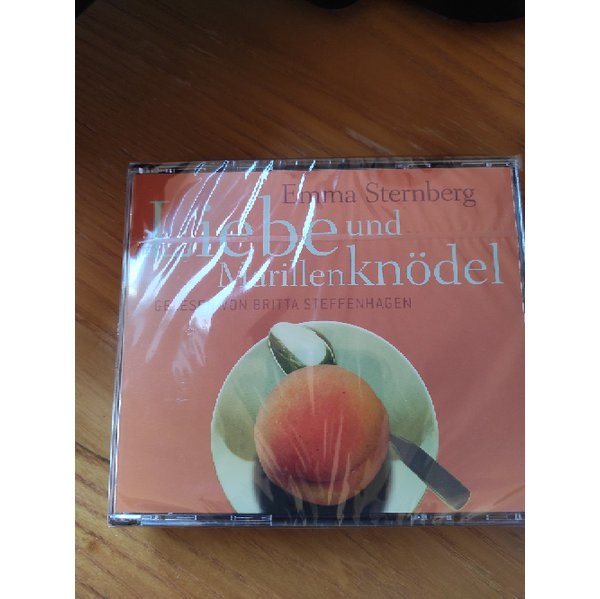 Emma Sternberg
Liebe und
Marillenknödel
GELESEN VON BRITTA STEFFENHAGEN